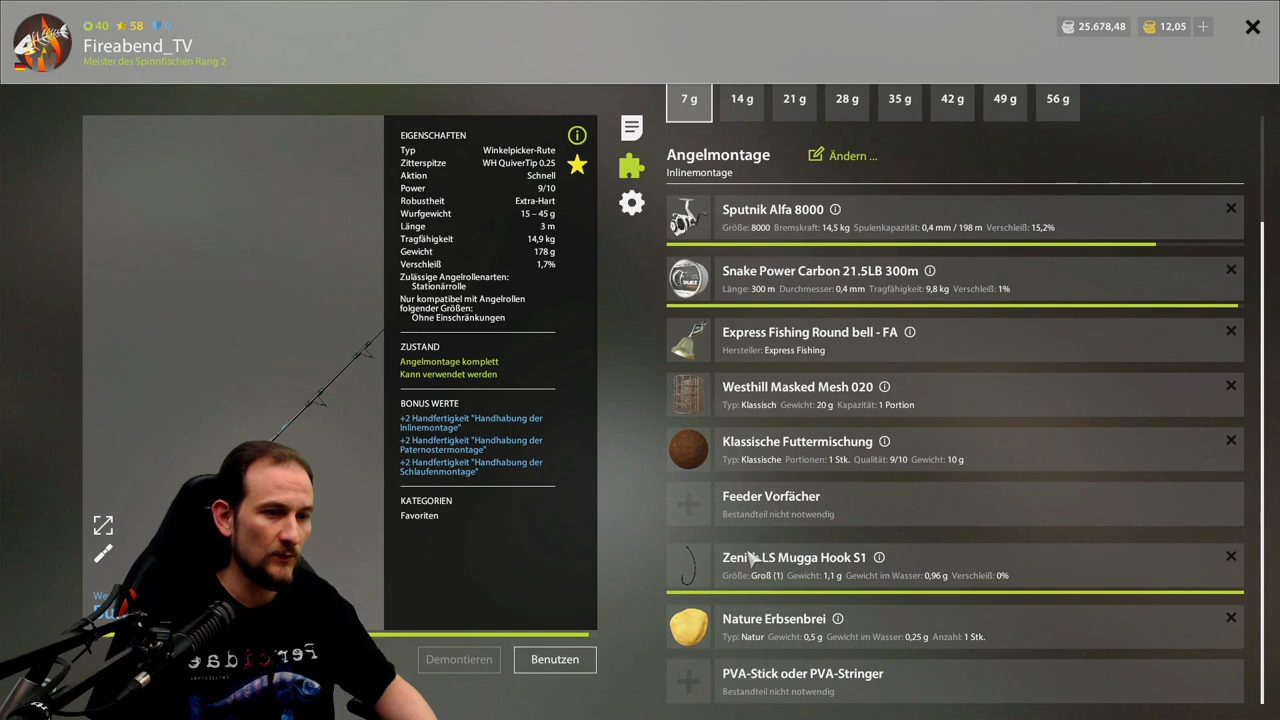 40 58 0
Fireabend_TV
Meister des Spinnfischen Rang 2
25.678,48 12,05
7 g 14 g 21 g 28 g 35 g 42 g 49 g 56 g
EIGENSCHAFTEN
Typ Winkelpicker-Rute
Zitterspitze WH QuiverTip 0.25
Aktion Schnell
Power 9/10
Robustheit Extra-Hart
Wurfgewicht 15 – 45 g
Länge 3 m
Tragfähigkeit 14,9 kg
Gewicht 178 g
Verschleiß 1,7%
Zulässige Angelrollenarten:
Stationärrolle
Nur kompatibel mit Angelrollen
folgender Größen:
Ohne Einschränkungen
ZUSTAND
Angelmontage komplett
Kann verwendet werden
BONUS WERTE
+2 Handfertigkeit "Handhabung der
Inlinemontage"
+2 Handfertigkeit "Handhabung der
Paternostermontage"
+2 Handfertigkeit "Handhabung der
Schlaufenmontage"
KATEGORIEN
Favoriten
Demontieren Benutzen
Angelmontage Ändern ...
Inlinemontage
Sputnik Alfa 8000
Größe: 8000 Bremskraft: 14,5 kg Spulenkapazität: 0,4 mm / 198 m Verschleiß: 15,2%
Snake Power Carbon 21.5LB 300m
Länge: 300 m Durchmesser: 0,4 mm Tragfähigkeit: 9,8 kg Verschleiß: 1%
Express Fishing Round bell - FA
Hersteller: Express Fishing
Westhill Masked Mesh 020
Typ: Klassisch Gewicht: 20 g Kapazität: 1 Portion
Klassische Futtermischung
Typ: Klassische Portionen: 1 Stk. Qualität: 9/10 Gewicht: 10 g
Feeder Vorfächer
Bestandteil nicht notwendig
LS Mugga Hook S1
Größe: Groß (1) Gewicht: 1,1 g Gewicht im Wasser: 0,96 g Verschleiß: 0%
Nature Erbsenbrei
Typ: Natur Gewicht: 0,5 g Gewicht im Wasser: 0,25 g Anzahl: 1 Stk.
PVA-Stick oder PVA-Stringer
Bestandteil nicht notwendig